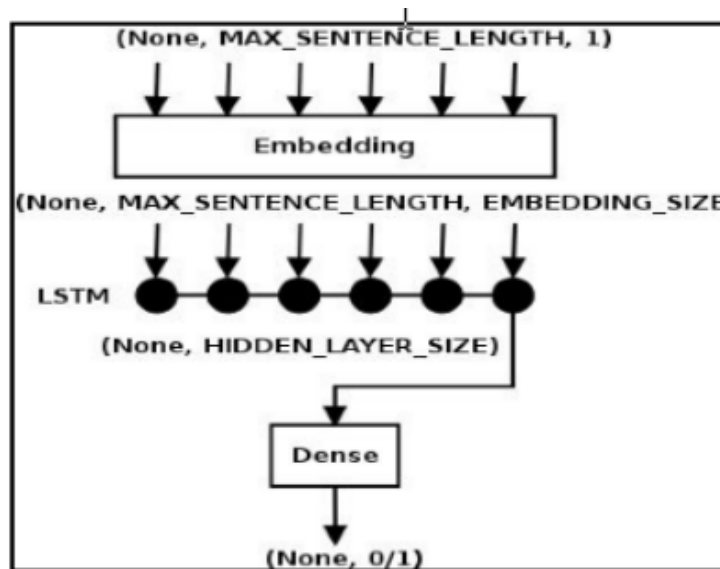 (None, MAX_SENTENCE_LENGTH, 1)
Embedding
(None, MAX_SENTENCE_LENGTH, EMBEDDING_SIZE
LSTM
(None, HIDDEN_LAYER_SIZE)
Dense
(None, 0/1)